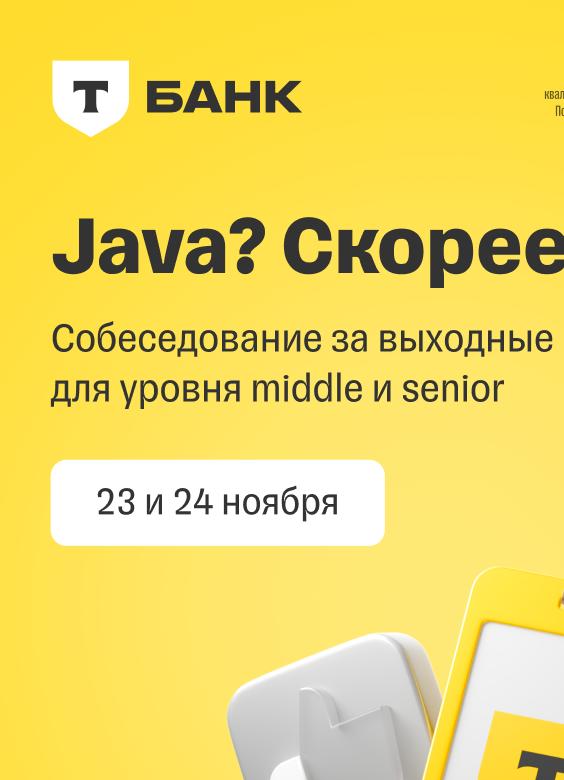 Т БАНК
Java? Скорее
Собеседование за выходные
для уровня middle и senior
23 и 24 ноября
Т